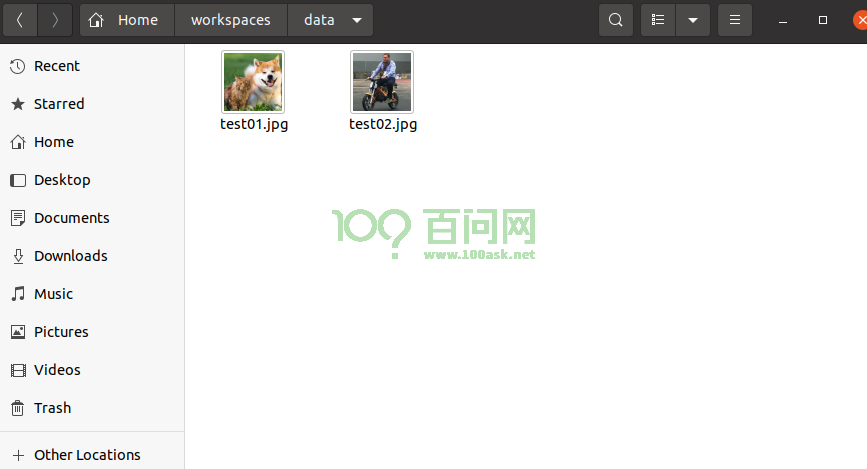 Home workspaces data
Recent
Starred
Home
Desktop
Documents
Downloads
Music
Pictures
Videos
Trash
Other Locations
test01.jpg test02.jpg
100? 百问网
www.100ask.net